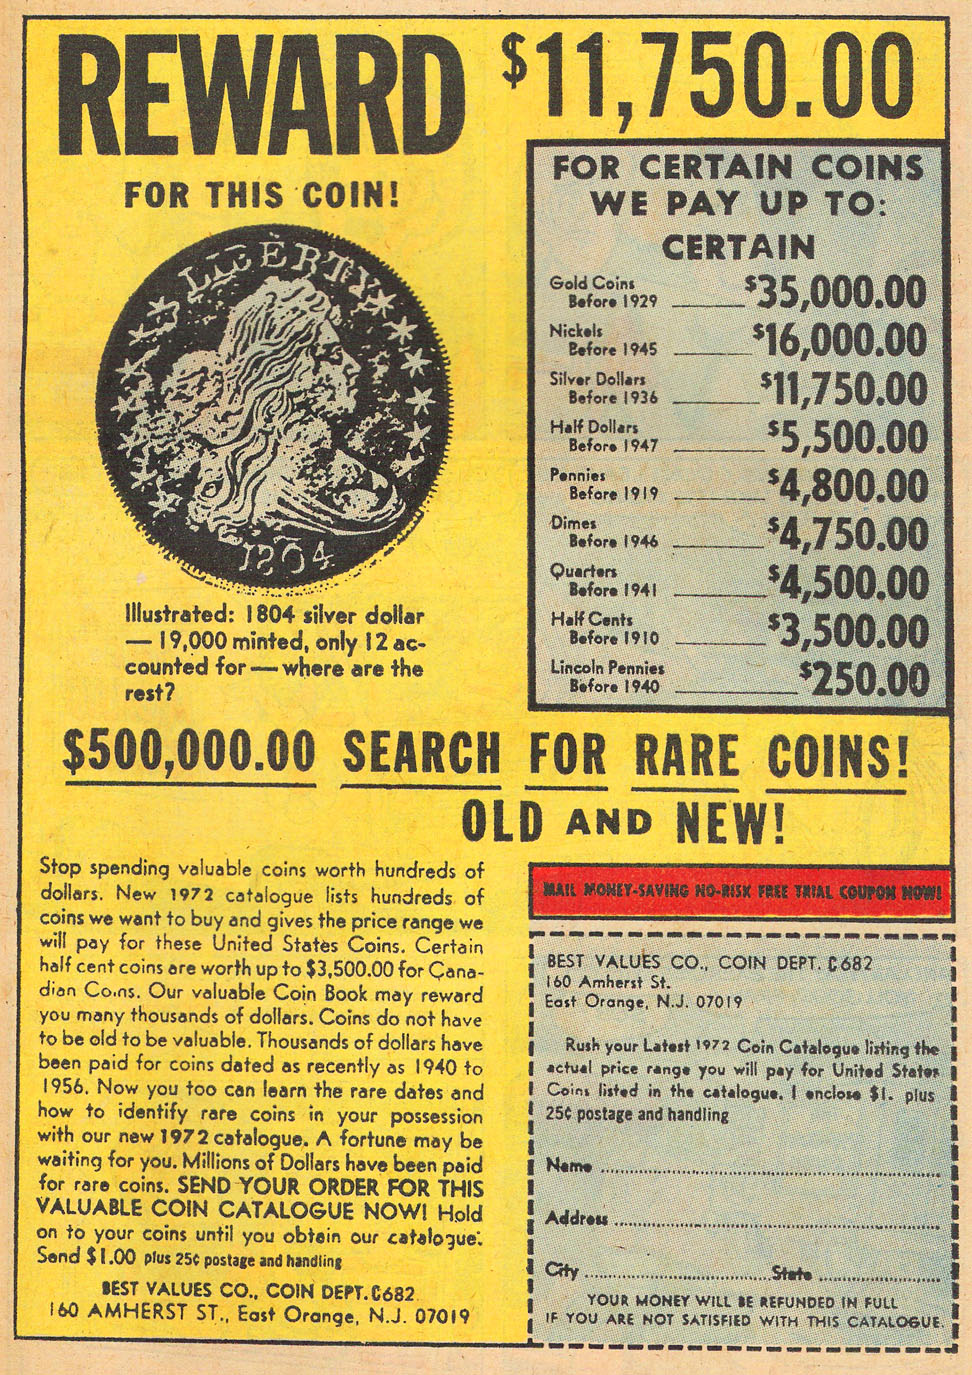 REWARD $11,750.00
FOR THIS COIN!
LIBERTY
1804
Illustrated: 1804 silver dollar
— 19,000 minted, only 12 ac-
counted for — where are the
rest?
FOR CERTAIN COINS
WE PAY UP TO:
CERTAIN
Gold Coins
Before 1929 $35,000.00
Nickels
Before 1945 $16,000.00
Silver Dollars
Before 1936 $11,750.00
Half Dollars
Before 1947 $5,500.00
Pennies
Before 1919 $4,800.00
Dimes
Before 1946 $4,750.00
Quarters
Before 1941 $4,500.00
Half Cents
Before 1910 $3,500.00
Lincoln Pennies
Before 1940 $250.00
$500,000.00 SEARCH FOR RARE COINS!
OLD AND NEW!
Stop spending valuable coins worth hundreds of
dollars. New 1972 catalogue lists hundreds of
coins we want to buy and gives the price range we
will pay for these United States Coins. Certain
half cent coins are worth up to $3,500.00 for Cana-
dian Coins. Our valuable Coin Book may reward
you many thousands of dollars. Coins do not have
to be old to be valuable. Thousands of dollars have
been paid for coins dated as recently as 1940 to
1956. Now you too can learn the rare dates and
how to identify rare coins in your possession
with our new 1972 catalogue. A fortune may be
waiting for you. Millions of Dollars have been paid
for rare coins. SEND YOUR ORDER FOR THIS
VALUABLE COIN CATALOGUE NOW! Hold
on to your coins until you obtain our catalogue.
Send $1.00 plus 25¢ postage and handling
BEST VALUES CO., COIN DEPT. C682
160 AMHERST ST., East Orange, N.J. 07019
MAIL MONEY-SAVING NO-RISK FREE TRIAL COUPON NOW!
BEST VALUES CO., COIN DEPT. C682
160 Amherst St.
East Orange, N.J. 07019
Rush your Latest 1972 Coin Catalogue listing the
actual price range you will pay for United States
Coins listed in the catalogue. I enclose $1. plus
25¢ postage and handling
Name
Address
City State
YOUR MONEY WILL BE REFUNDED IN FULL
IF YOU ARE NOT SATISFIED WITH THIS CATALOGUE.